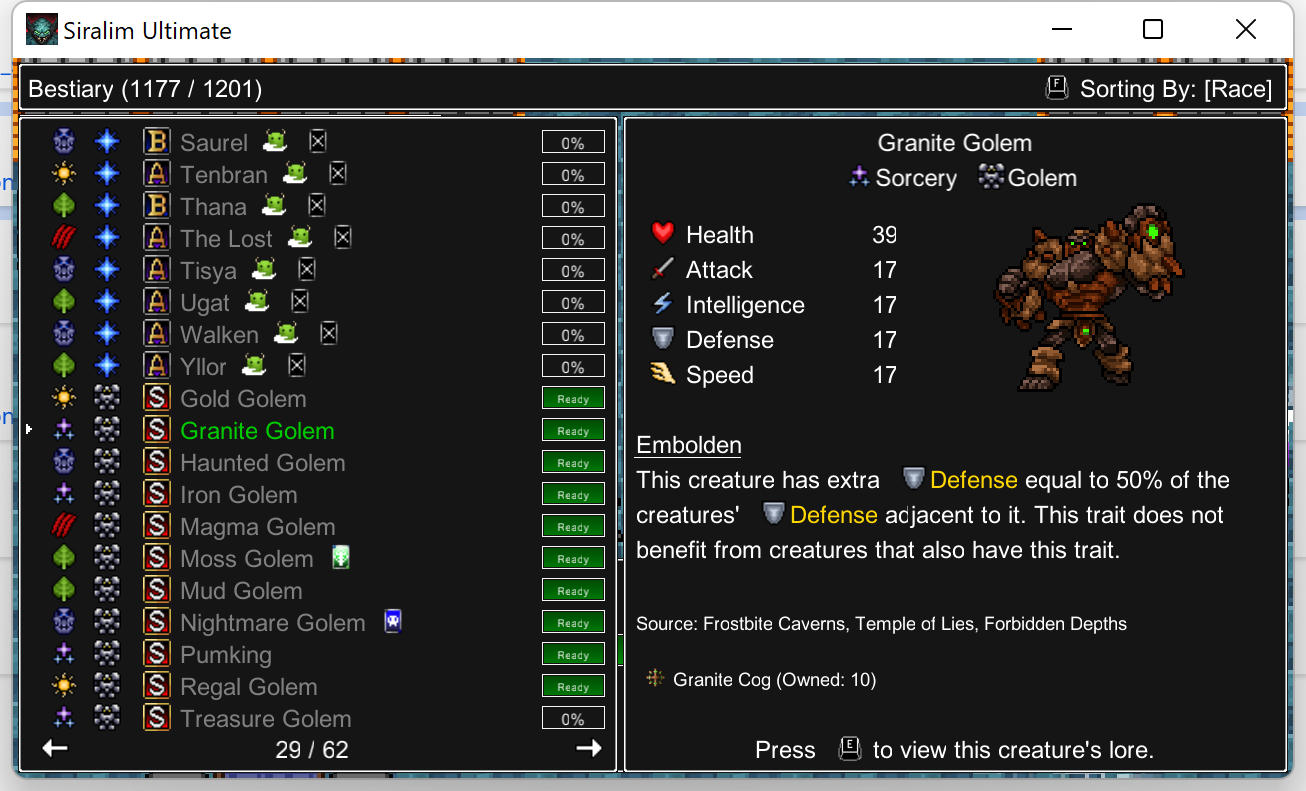 Siralim Ultimate
Bestiary (1177 / 1201)
F Sorting By: [Race]
B Saurel 0%
A Tenbran 0%
B Thana 0%
A The Lost 0%
A Tisya 0%
A Ugat 0%
A Walken 0%
A Yllor 0%
S Gold Golem Ready
S Granite Golem Ready
S Haunted Golem Ready
S Iron Golem Ready
S Magma Golem Ready
S Moss Golem Ready
S Mud Golem Ready
S Nightmare Golem Ready
S Pumking Ready
S Regal Golem Ready
S Treasure Golem 0%
29 / 62
Granite Golem
Sorcery Golem
Health 39
Attack 17
Intelligence 17
Defense 17
Speed 17
Embolden
This creature has extra Defense equal to 50% of the
creatures' Defense adjacent to it. This trait does not
benefit from creatures that also have this trait.
Source: Frostbite Caverns, Temple of Lies, Forbidden Depths
Granite Cog (Owned: 10)
Press E to view this creature's lore.